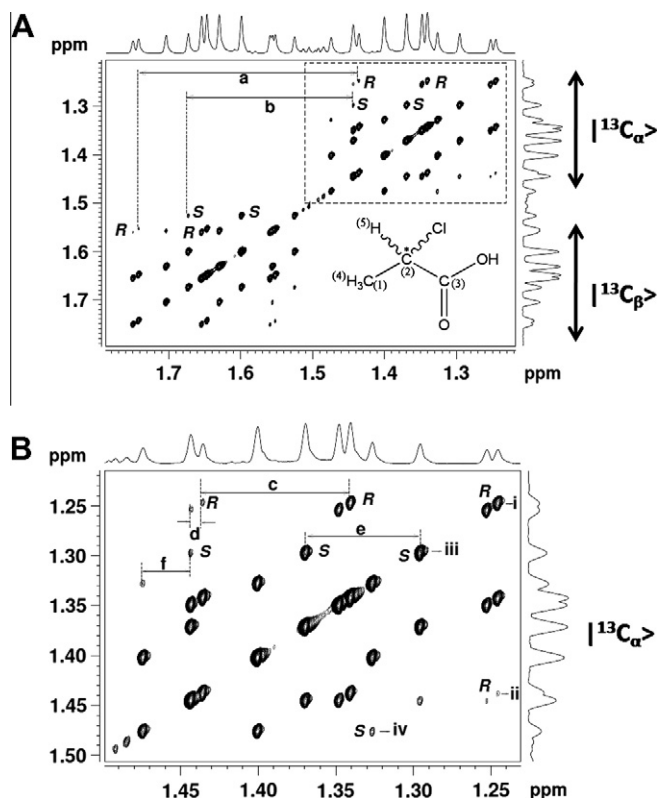 A
ppm
a
R
b
S
S
1.3
1.4
1.5
1.6
1.7
|¹³Cα>
S
S
R
R
(5)H
Cl
*
C
(2)
(4)H₃C(1)
C(3)
OH
O
|¹³Cβ>
1.7 1.6 1.5 1.4 1.3 ppm
B
ppm
c
R
R
R
i
d
S
e
S
S
iii
f
1.25
1.30
1.35
1.40
1.45
1.50
|¹³Cα>
R
ii
S
iv
1.45 1.40 1.35 1.30 1.25 ppm